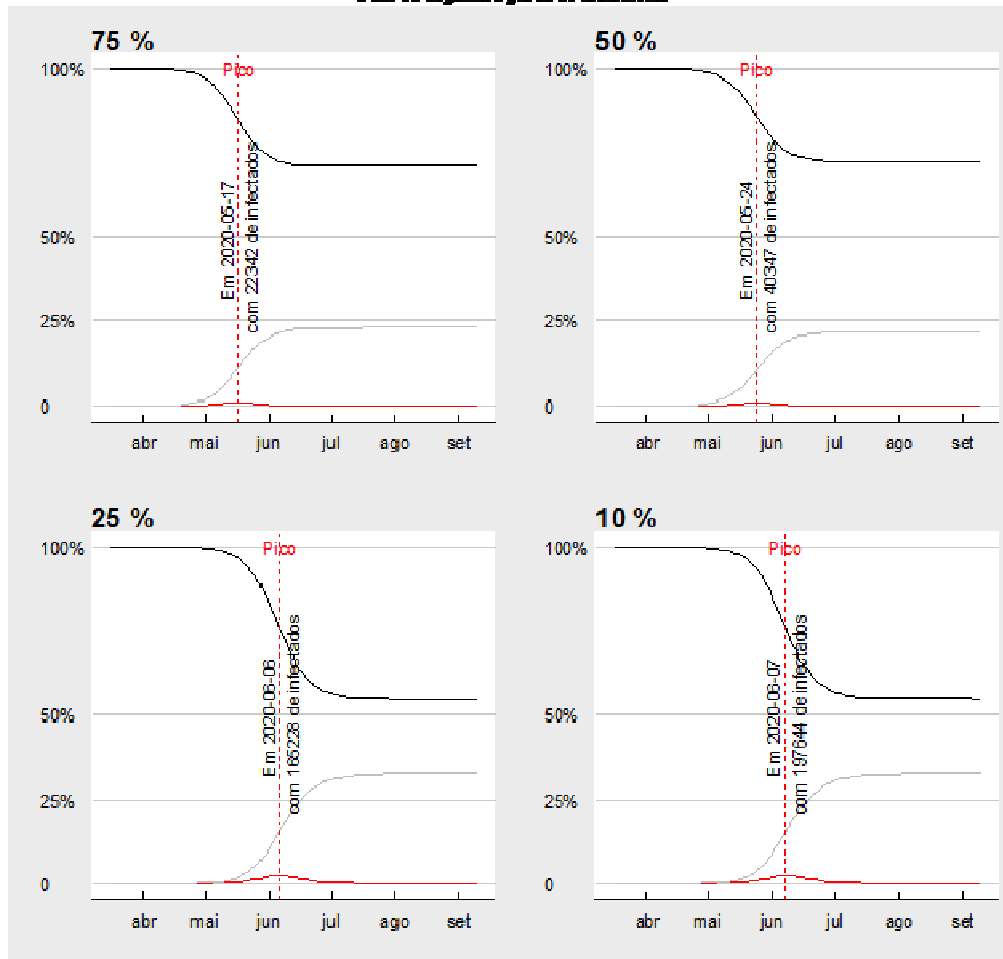 75 %
100%
Pico
50%
25%
0
Em 2020-05-17
com 22342 de infectados
abr mai jun jul ago set
50 %
100%
Pico
50%
25%
0
Em 2020-05-24
com 40347 de infectados
abr mai jun jul ago set
25 %
100%
Pico
50%
25%
0
Em 2020-06-06
com 165228 de infectados
abr mai jun jul ago set
10 %
100%
Pico
50%
25%
0
Em 2020-06-07
com 197644 de infectados
abr mai jun jul ago set